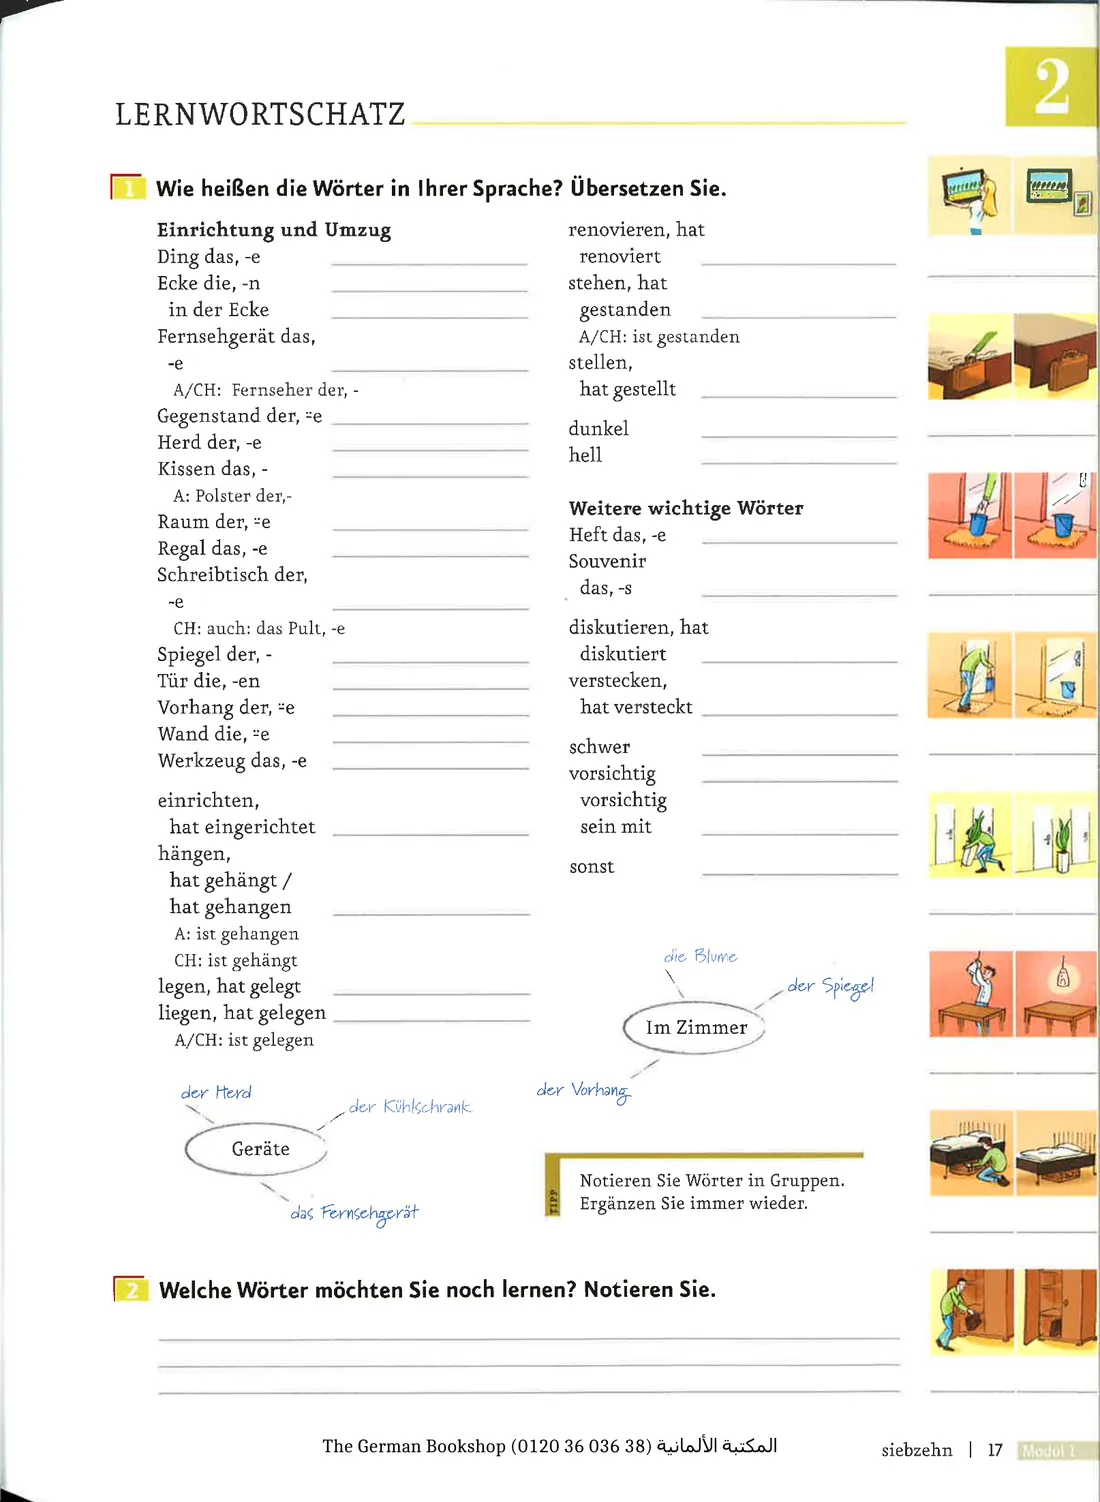 2
LERNWORTSCHATZ
1 Wie heißen die Wörter in Ihrer Sprache? Übersetzen Sie.
Einrichtung und Umzug
Ding das, -e
Ecke die, -n
in der Ecke
Fernsehgerät das,
-e
A/CH: Fernseher der, -
Gegenstand der, ⸚e
Herd der, -e
Kissen das, -
A: Polster der,-
Raum der, ⸚e
Regal das, -e
Schreibtisch der,
-e
CH: auch: das Pult, -e
Spiegel der, -
Tür die, -en
Vorhang der, ⸚e
Wand die, ⸚e
Werkzeug das, -e
einrichten,
hat eingerichtet
hängen,
hat gehängt /
hat gehangen
A: ist gehangen
CH: ist gehängt
legen, hat gelegt
liegen, hat gelegen
A/CH: ist gelegen
renovieren, hat
renoviert
stehen, hat
gestanden
A/CH: ist gestanden
stellen,
hat gestellt
dunkel
hell
Weitere wichtige Wörter
Heft das, -e
Souvenir
das, -s
diskutieren, hat
diskutiert
verstecken,
hat versteckt
schwer
vorsichtig
vorsichtig
sein mit
sonst
die Blume
der Spiegel
Im Zimmer
der Vorhang
der Herd
der Kühlschrank
Geräte
das Fernsehgerät
TIPP
Notieren Sie Wörter in Gruppen.
Ergänzen Sie immer wieder.
2 Welche Wörter möchten Sie noch lernen? Notieren Sie.
The German Bookshop (0120 36 036 38) المكتبة الألمانية
siebzehn | 17 Modul 1